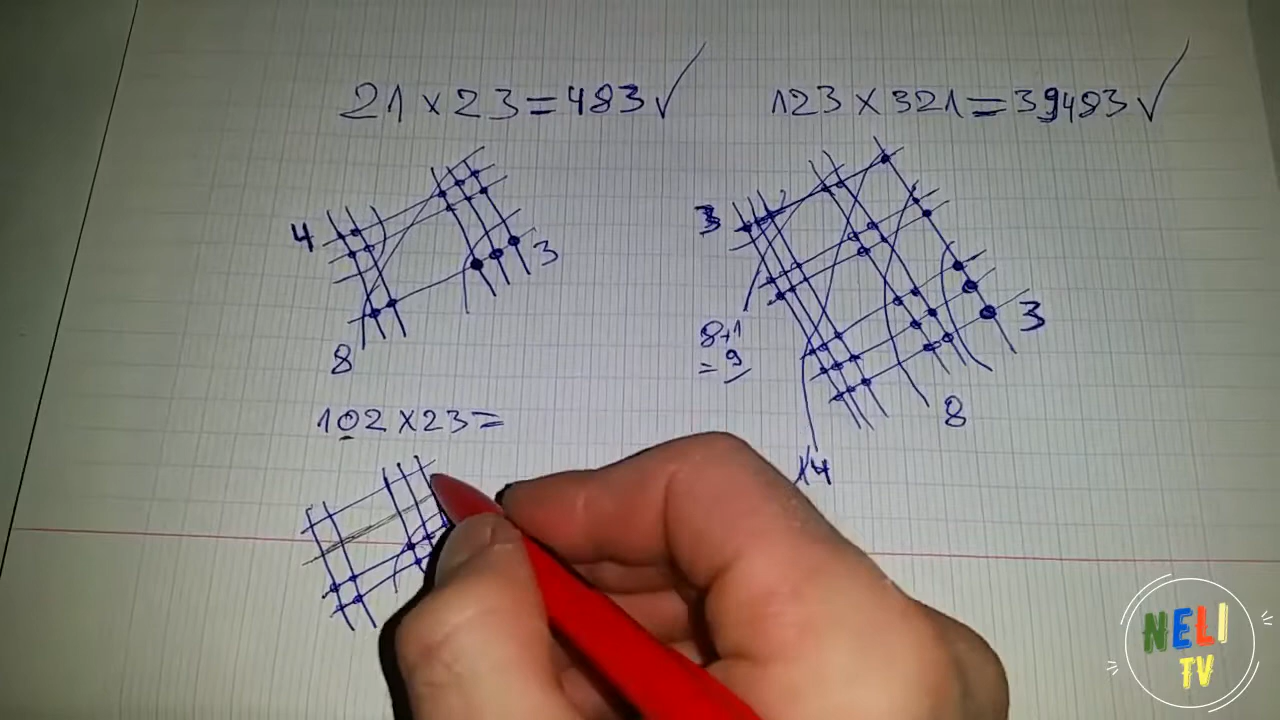 21 x 23 = 483 ✓
123 x 321 = 39483 ✓
4
3
8
3
8+1
= 9
3
8
14
102 x 23 =
NELI
TV